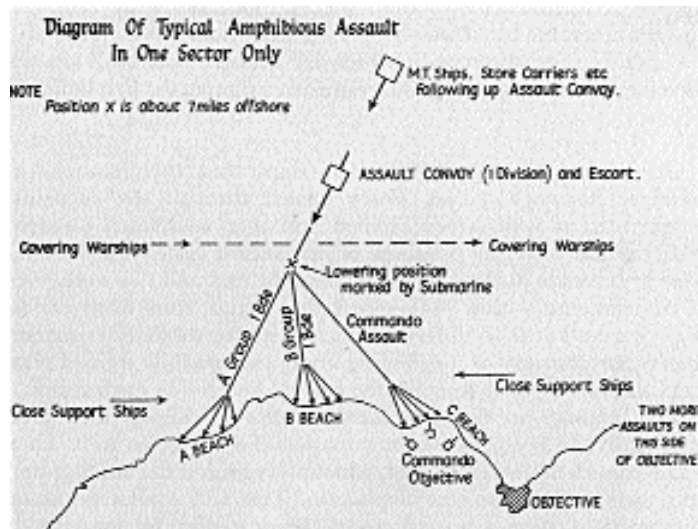 Diagram Of Typical Amphibious Assault
In One Sector Only
M.T. Ships, Store Carriers etc
Following up Assault Convoy.
NOTE
Position X is about 7 miles offshore
ASSAULT CONVOY (1 Division) and Escort.
Covering Warships
Covering Warships
X
Lowering position
marked by Submarine
A Group 1 Bde
B Group
1 Bde
Commando
Assault
Close Support Ships
Close Support Ships
A BEACH
B BEACH
C BEACH
Commando
Objective
TWO MORE
ASSAULTS ON
THIS SIDE
OF OBJECTIVE
OBJECTIVE